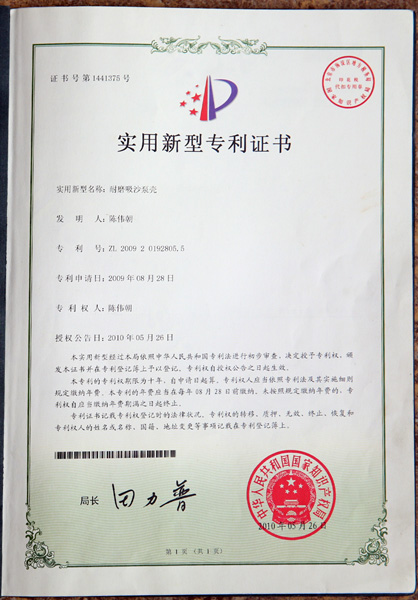 证书号第1441375号
实用新型专利证书
实用新型名称：耐磨吸沙泵壳
发 明 人：陈伟朝
专 利 号：ZL 2009 2 0192805.5
专利申请日：2009年08月28日
专 利 权 人：陈伟朝
授权公告日：2010年05月26日
本实用新型经过本局依照中华人民共和国专利法进行初步审查，决定授予专利权，颁
发本证书并在专利登记簿上予以登记。专利权自授权公告之日起生效。
本专利的专利权期限为十年，自申请日起算。专利权人应当依照专利法及其实施细则
规定缴纳年费。本专利的年费应当在每年08月28日前缴纳。未按照规定缴纳年费的，专利
权自应当缴纳年费期满之日起终止。
专利证书记载专利权登记时的法律状况。专利权的转移、质押、无效、终止、恢复和
专利权人的姓名或名称、国籍、地址变更等事项记载在专利登记簿上。
局长 田力普
中华人民共和国国家知识产权局
2010年05月26日
第1页（共1页）